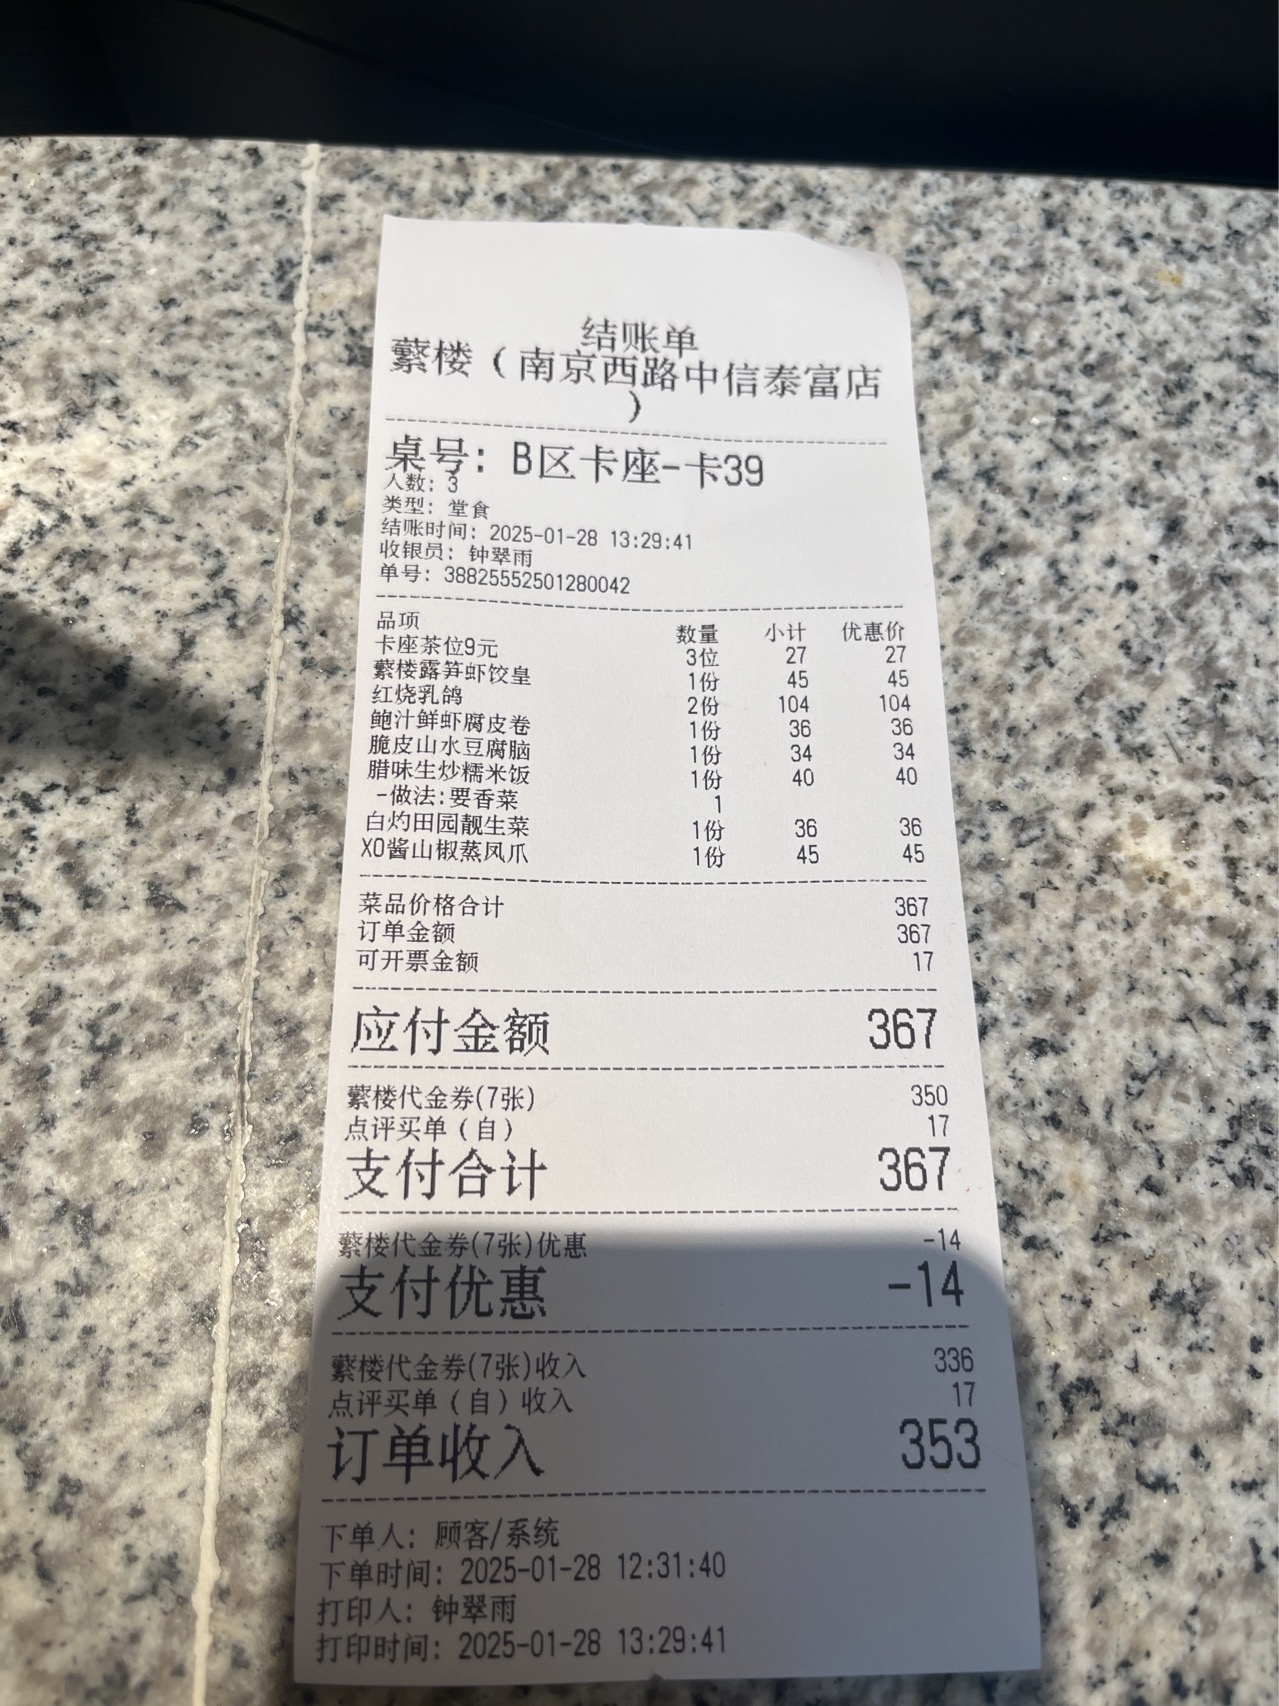 结账单
蘩楼（南京西路中信泰富店
）
桌号: B区卡座-卡39
人数: 3
类型: 堂食
结账时间: 2025-01-28 13:29:41
收银员: 钟翠雨
单号: 38825552501280042
品项 数量 小计 优惠价
卡座茶位9元 3位 27 27
蘩楼露笋虾饺皇 1份 45 45
红烧乳鸽 2份 104 104
鲍汁鲜虾腐皮卷 1份 36 36
脆皮山水豆腐脑 1份 34 34
腊味生炒糯米饭 1份 40 40
-做法:要香菜 1
白灼田园靓生菜 1份 36 36
XO酱山椒蒸凤爪 1份 45 45
菜品价格合计 367
订单金额 367
可开票金额 17
应付金额 367
蘩楼代金券(7张) 350
点评买单（自） 17
支付合计 367
蘩楼代金券(7张)优惠 -14
支付优惠 -14
蘩楼代金券(7张)收入 336
点评买单（自）收入 17
订单收入 353
下单人: 顾客/系统
下单时间: 2025-01-28 12:31:40
打印人: 钟翠雨
打印时间: 2025-01-28 13:29:41